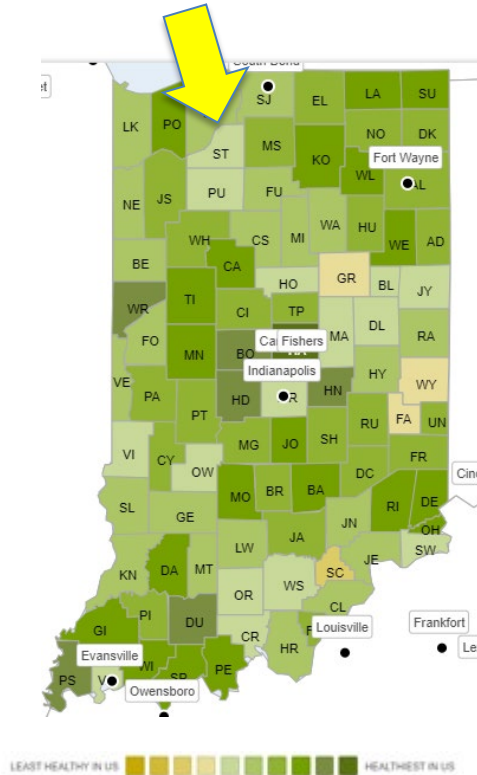 South Bend
SJ
EL
LA
SU
LK
PO
ST
MS
KO
NO
DK
Fort Wayne
WL
AL
NE
JS
PU
FU
WA
HU
WE
AD
WH
CS
MI
BE
CA
HO
GR
BL
JY
WR
TI
CI
TP
FO
BO
Fishers
MA
DL
RA
MN
Indianapolis
VE
PA
HD
HN
HY
WY
PT
FA
UN
RU
MG
JO
SH
FR
VI
CY
OW
DC
MO
BR
BA
RI
DE
SL
GE
JN
OH
LW
JA
JE
SW
KN
DA
MT
SC
OR
WS
CL
PI
DU
GI
CR
HR
Louisville
Frankfort
Evansville
PS
WI
SP
PE
Owensboro
LEAST HEALTHY IN US
HEALTHIEST IN US